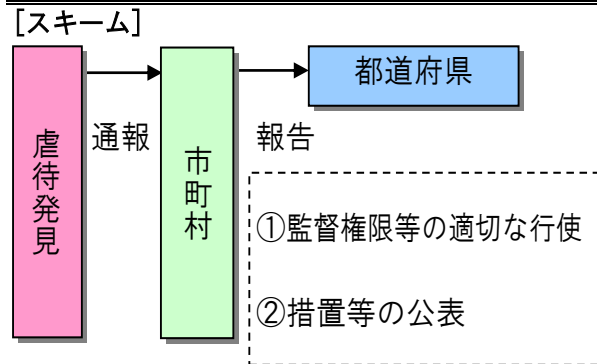 [スキーム]
虐待発見
通報
市町村
報告
都道府県
①監督権限等の適切な行使
②措置等の公表